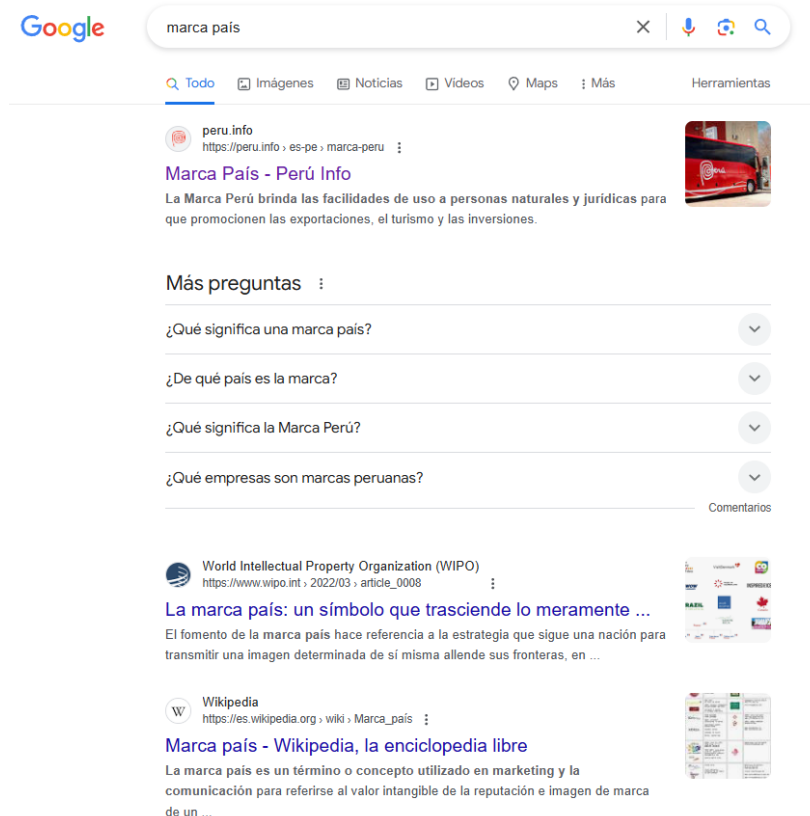 Google
marca país
Todo
Imágenes
Noticias
Videos
Maps
Más
Herramientas
peru.info
https://peru.info › es-pe › marca-peru
Marca País - Perú Info
La Marca Perú brinda las facilidades de uso a personas naturales y jurídicas para
que promocionen las exportaciones, el turismo y las inversiones.
Perú
Más preguntas
¿Qué significa una marca país?
¿De qué país es la marca?
¿Qué significa la Marca Perú?
¿Qué empresas son marcas peruanas?
Comentarios
World Intellectual Property Organization (WIPO)
https://www.wipo.int › 2022/03 › article_0008
La marca país: un símbolo que trasciende lo meramente ...
El fomento de la marca país hace referencia a la estrategia que sigue una nación para
transmitir una imagen determinada de sí misma allende sus fronteras, en ...
W
Wikipedia
https://es.wikipedia.org › wiki › Marca_país
Marca país - Wikipedia, la enciclopedia libre
La marca país es un término o concepto utilizado en marketing y la
comunicación para referirse al valor intangible de la reputación e imagen de marca
de un ...